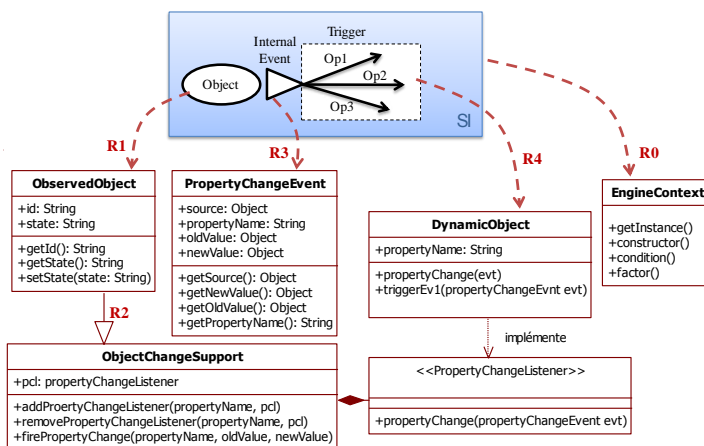 Trigger
Internal
Event
Object
Op1
Op2
Op3
SI
R1
R3
R4
R0
ObservedObject
+id: String
+state: String
+getId(): String
+getState(): String
+setState(state: String)
PropertyChangeEvent
+source: Object
+propertyName: String
+oldValue: Object
+newValue: Object
+getSource(): Object
+getNewValue(): Object
+getOldValue(): Object
+getPropertyName(): String
DynamicObject
+propertyName: String
+propertyChange(evt)
+triggerEv1(propertyChangeEvnt evt)
EngineContext
+getInstance()
+constructor()
+condition()
+factor()
R2
implémente
ObjectChangeSupport
+pcl: propertyChangeListener
+addProertyChangeListener(propertyName, pcl)
+removePropertyChangeListener(propertyName, pcl)
+firePropertyChange(propertyName, oldValue, newValue)
<<PropertyChangeListener>>
+propertyChange(propertyChangeEvent evt)